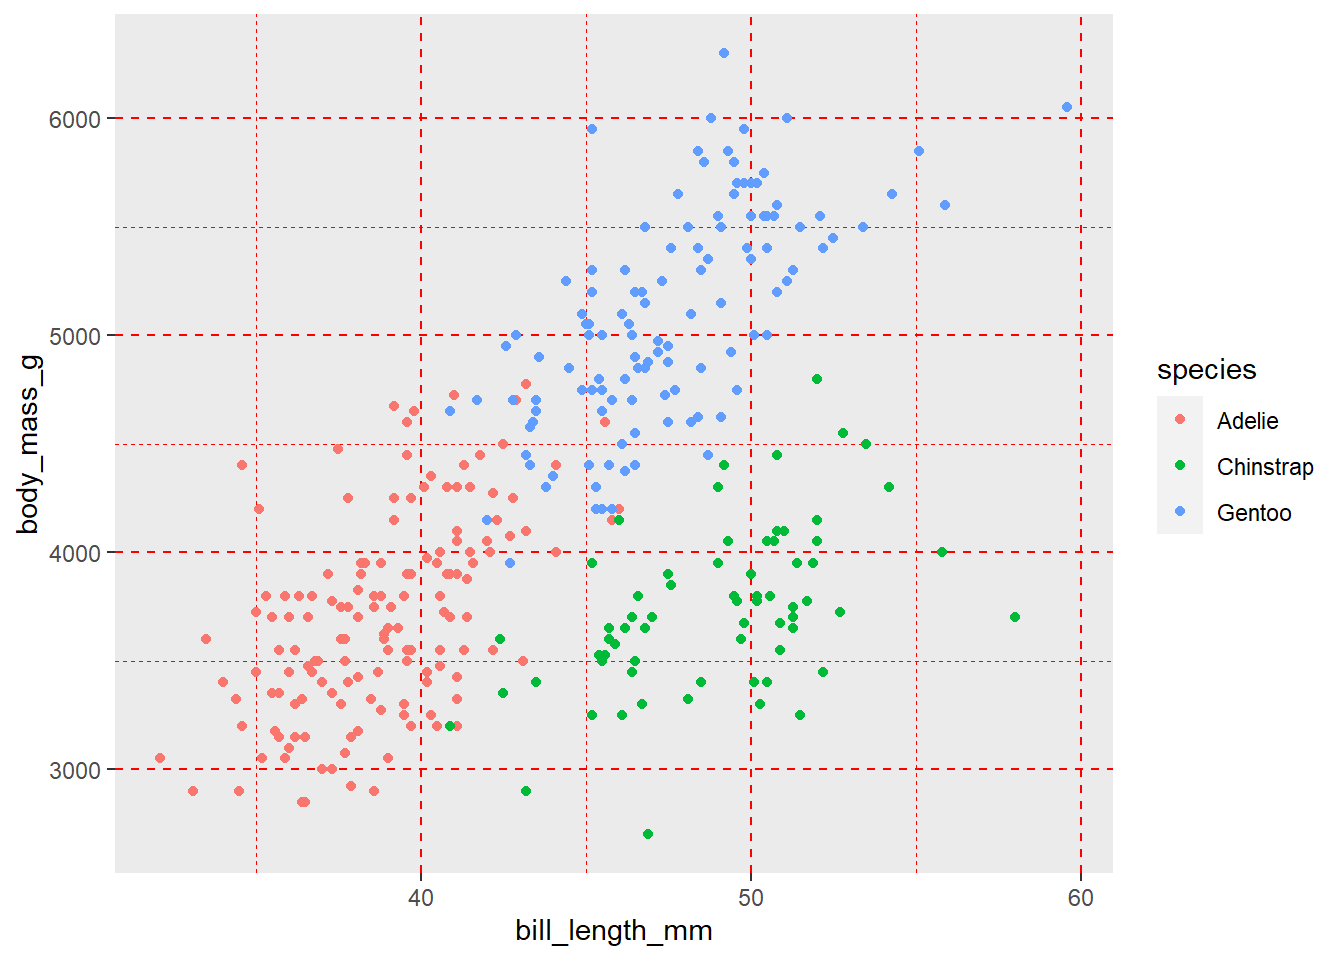 6000
5000
4000
3000
body_mass_g
40 50 60
bill_length_mm
species
Adelie
Chinstrap
Gentoo